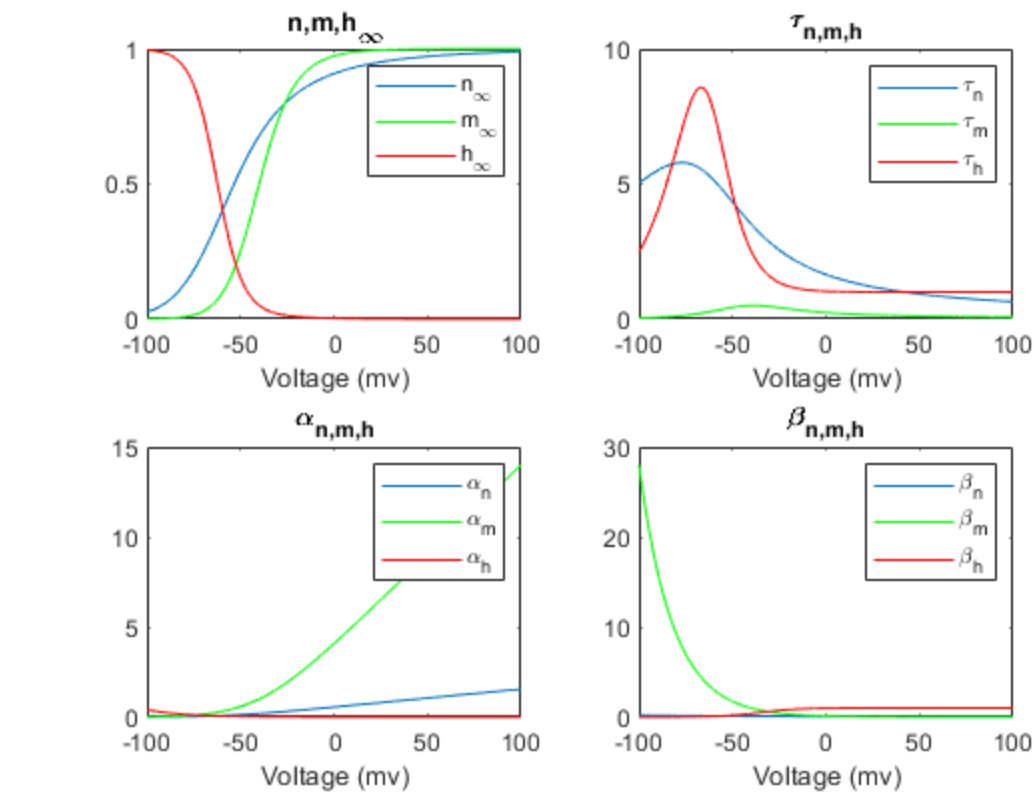 n,m,h∞
1
0.5
0
-100 -50 0 50 100
Voltage (mv)
n∞
m∞
h∞
τn,m,h
10
5
0
-100 -50 0 50 100
Voltage (mv)
τn
τm
τh
αn,m,h
15
10
5
0
-100 -50 0 50 100
Voltage (mv)
αn
αm
αh
βn,m,h
30
20
10
0
-100 -50 0 50 100
Voltage (mv)
βn
βm
βh